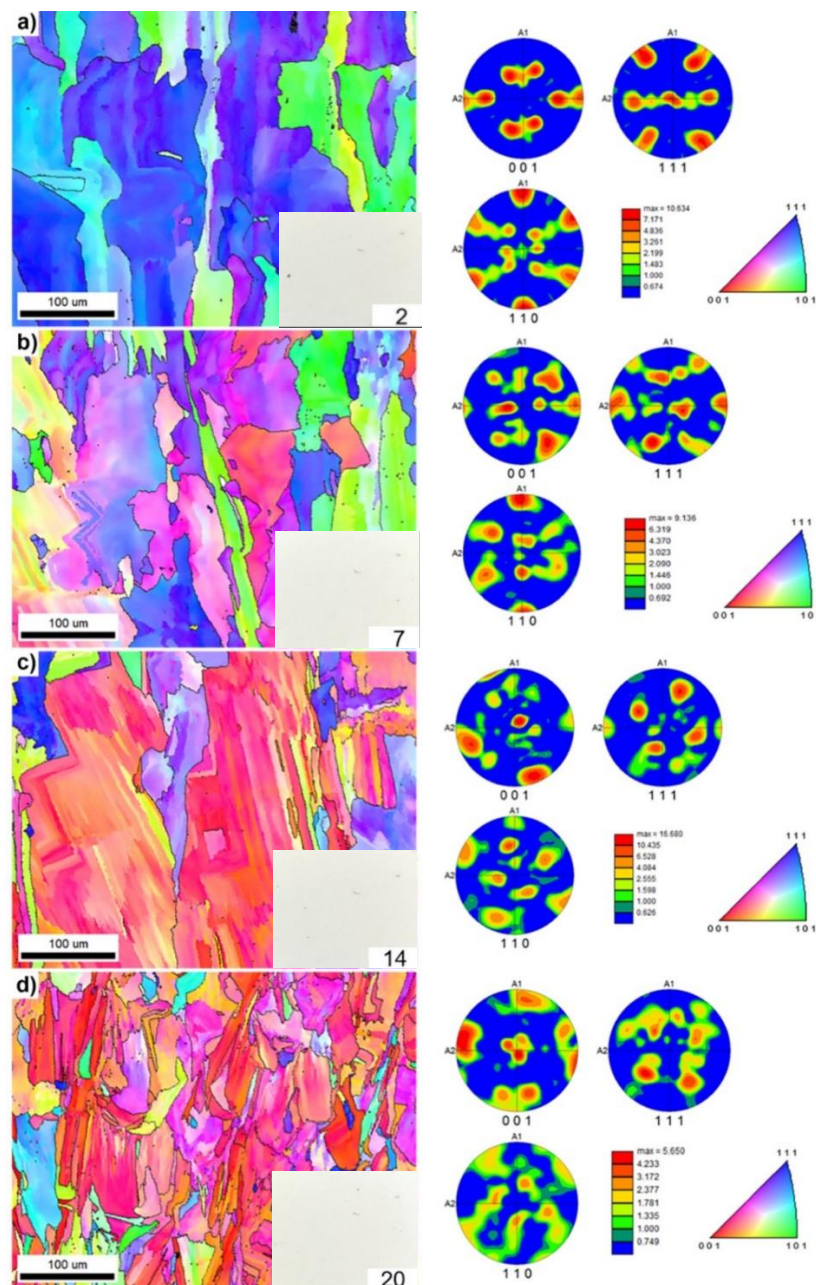 a)
100 um
2
A1
A2
0 0 1
A1
A2
1 1 1
A1
A2
1 1 0
max = 10.634
7.171
4.836
3.261
2.199
1.483
1.000
0.674
1 1 1
0 0 1
1 0 1
b)
100 um
7
A1
A2
0 0 1
A1
A2
1 1 1
A1
A2
1 1 0
max = 9.136
6.319
4.370
3.023
2.090
1.446
1.000
0.692
1 1 1
0 0 1
1 0
c)
100 um
14
A1
A2
0 0 1
A1
A2
1 1 1
A1
A2
1 1 0
max = 16.680
10.435
6.528
4.084
2.555
1.598
1.000
0.626
1 1 1
0 0 1
1 0 1
d)
100 um
20
A1
A2
0 0 1
A1
A2
1 1 1
A1
A2
1 1 0
max = 5.650
4.233
3.172
2.377
1.781
1.335
1.000
0.749
1 1 1
0 0 1
1 0 1